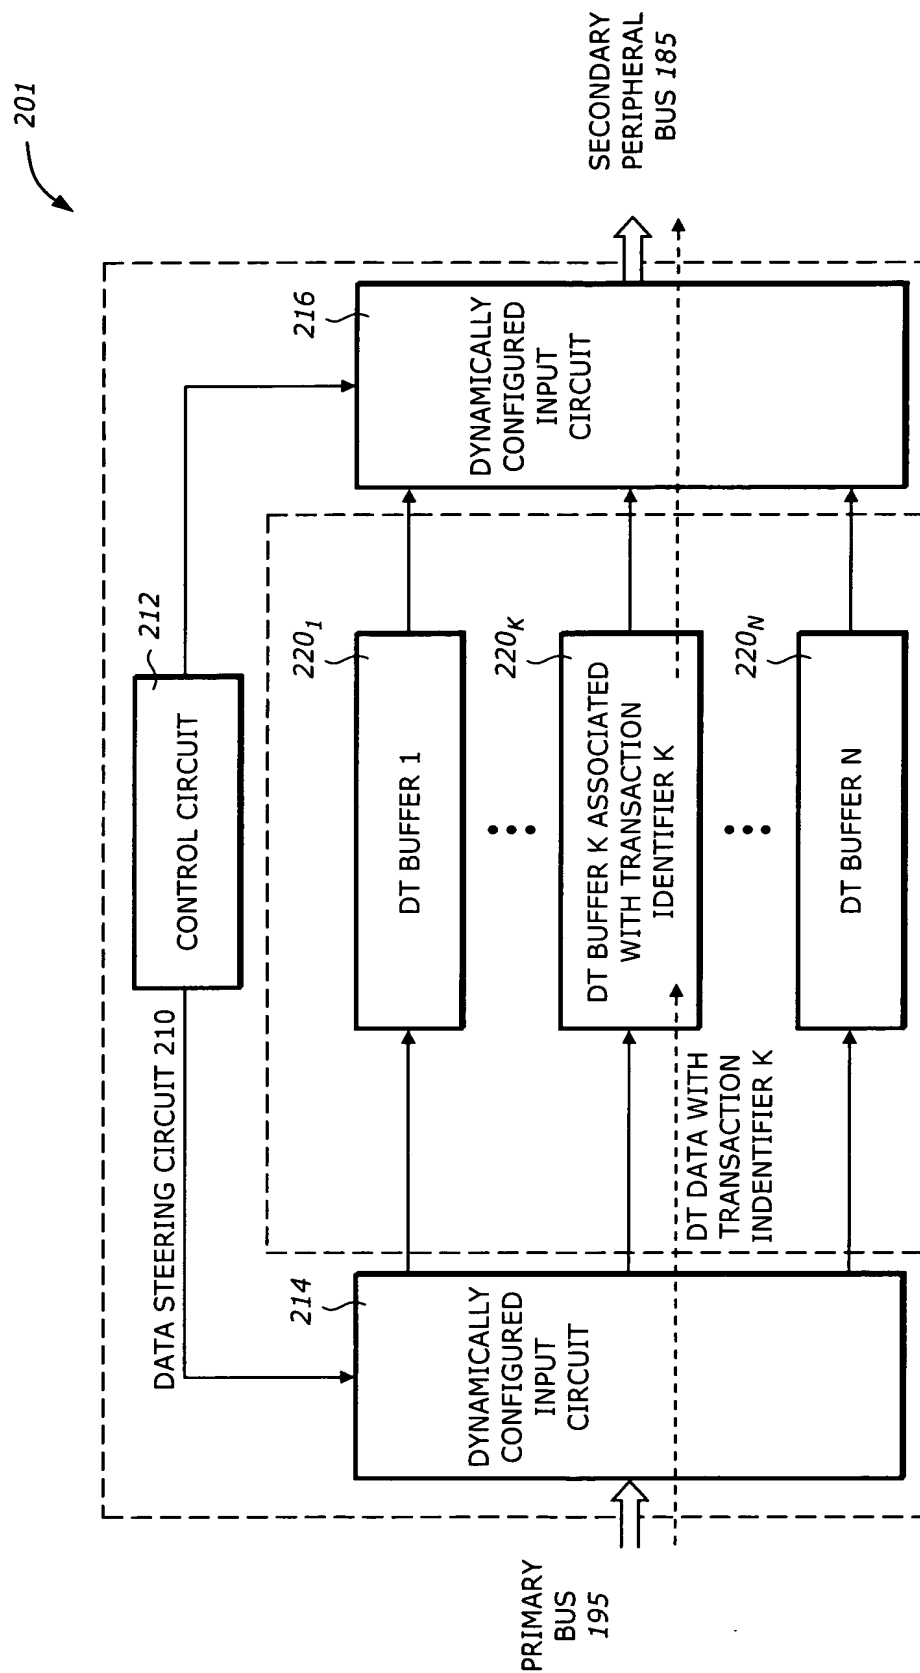 201
DATA STEERING CIRCUIT 210
CONTROL CIRCUIT
212
PRIMARY
BUS
195
214
DYNAMICALLY
CONFIGURED
INPUT
CIRCUIT
DT BUFFER 1
220₁
DT BUFFER K ASSOCIATED
WITH TRANSACTION
IDENTIFIER K
220ₖ
DT BUFFER N
220_N
DT DATA WITH
TRANSACTION
INDENTIFIER K
216
DYNAMICALLY
CONFIGURED
INPUT
CIRCUIT
SECONDARY
PERIPHERAL
BUS 185